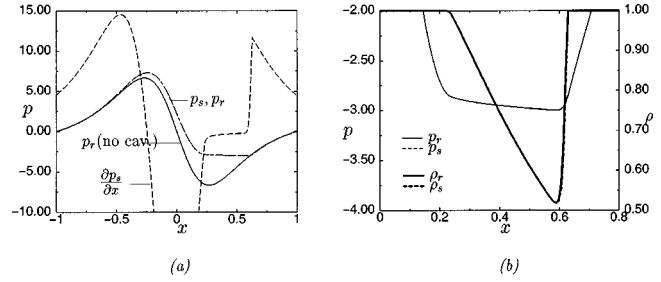 15.00
10.00
5.00
0.00
−5.00
−10.00
p
p_s, p_r
p_r(no cav.)
∂p_s
∂x
−1.0
−0.5
0
0.5
1.0
x
(a)
−2.00
−2.50
−3.00
−3.50
−4.00
p
p_r
p_s
ρ_r
ρ_s
1.00
0.90
0.80
0.70
0.60
0.50
ρ
0
0.2
0.4
0.6
0.8
x
(b)